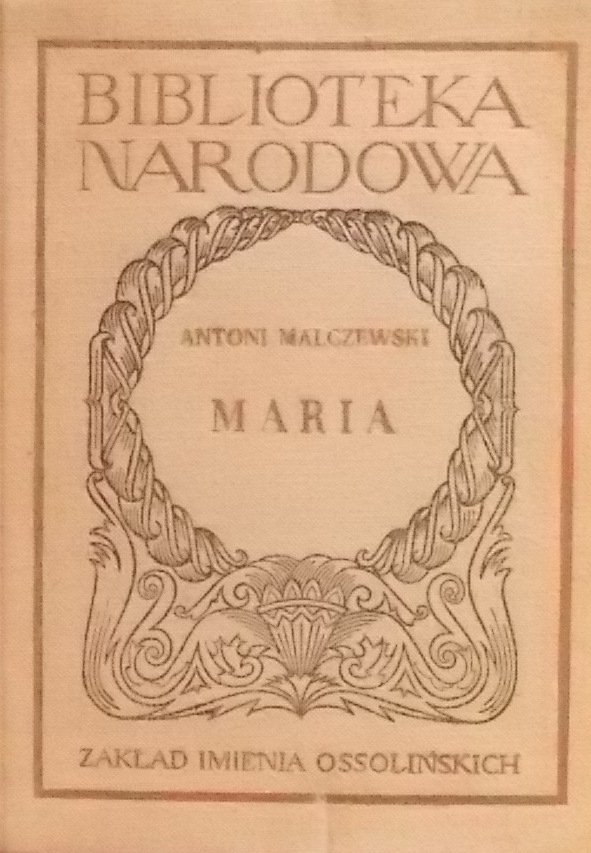 BIBLIOTEKA
NARODOWA
ANTONI MALCZEWSKI
MARIA
ZAKŁAD IMIENIA OSSOLIŃSKICH